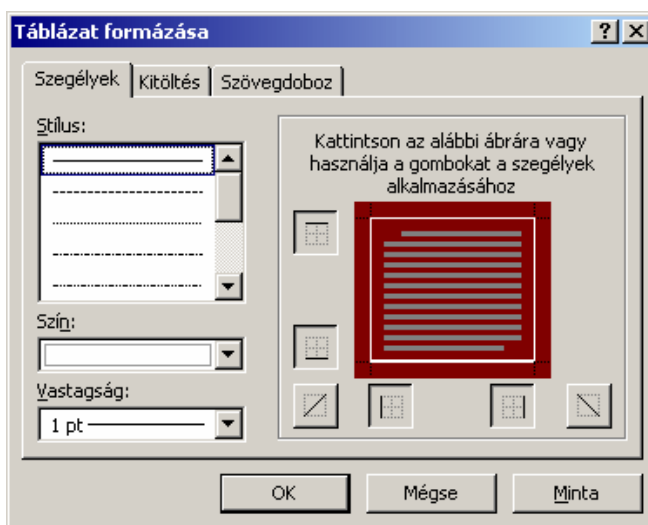 Táblázat formázása
Szegélyek Kitöltés Szövegdoboz
Stílus:
Kattintson az alábbi ábrára vagy
használja a gombokat a szegélyek
alkalmazásához
Szín:
Vastagság:
1 pt
OK Mégse Minta